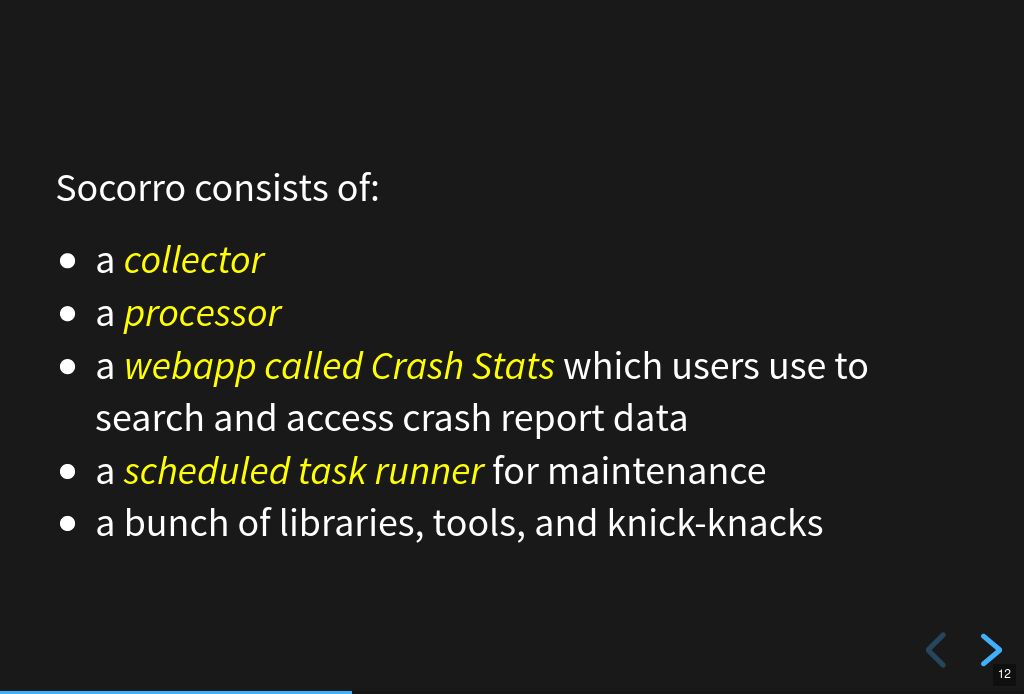 Socorro consists of:
• a collector
• a processor
• a webapp called Crash Stats which users use to
search and access crash report data
• a scheduled task runner for maintenance
• a bunch of libraries, tools, and knick-knacks
12